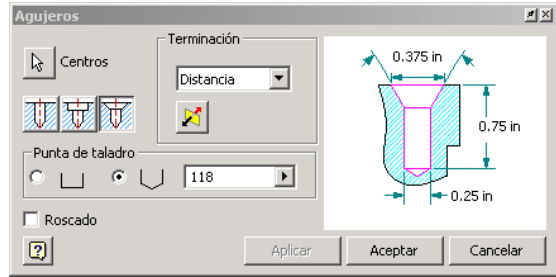 Agujeros
Centros
Terminación
Distancia
Punta de taladro
118
Roscado
0.375 in
0.75 in
0.25 in
Aplicar
Aceptar
Cancelar